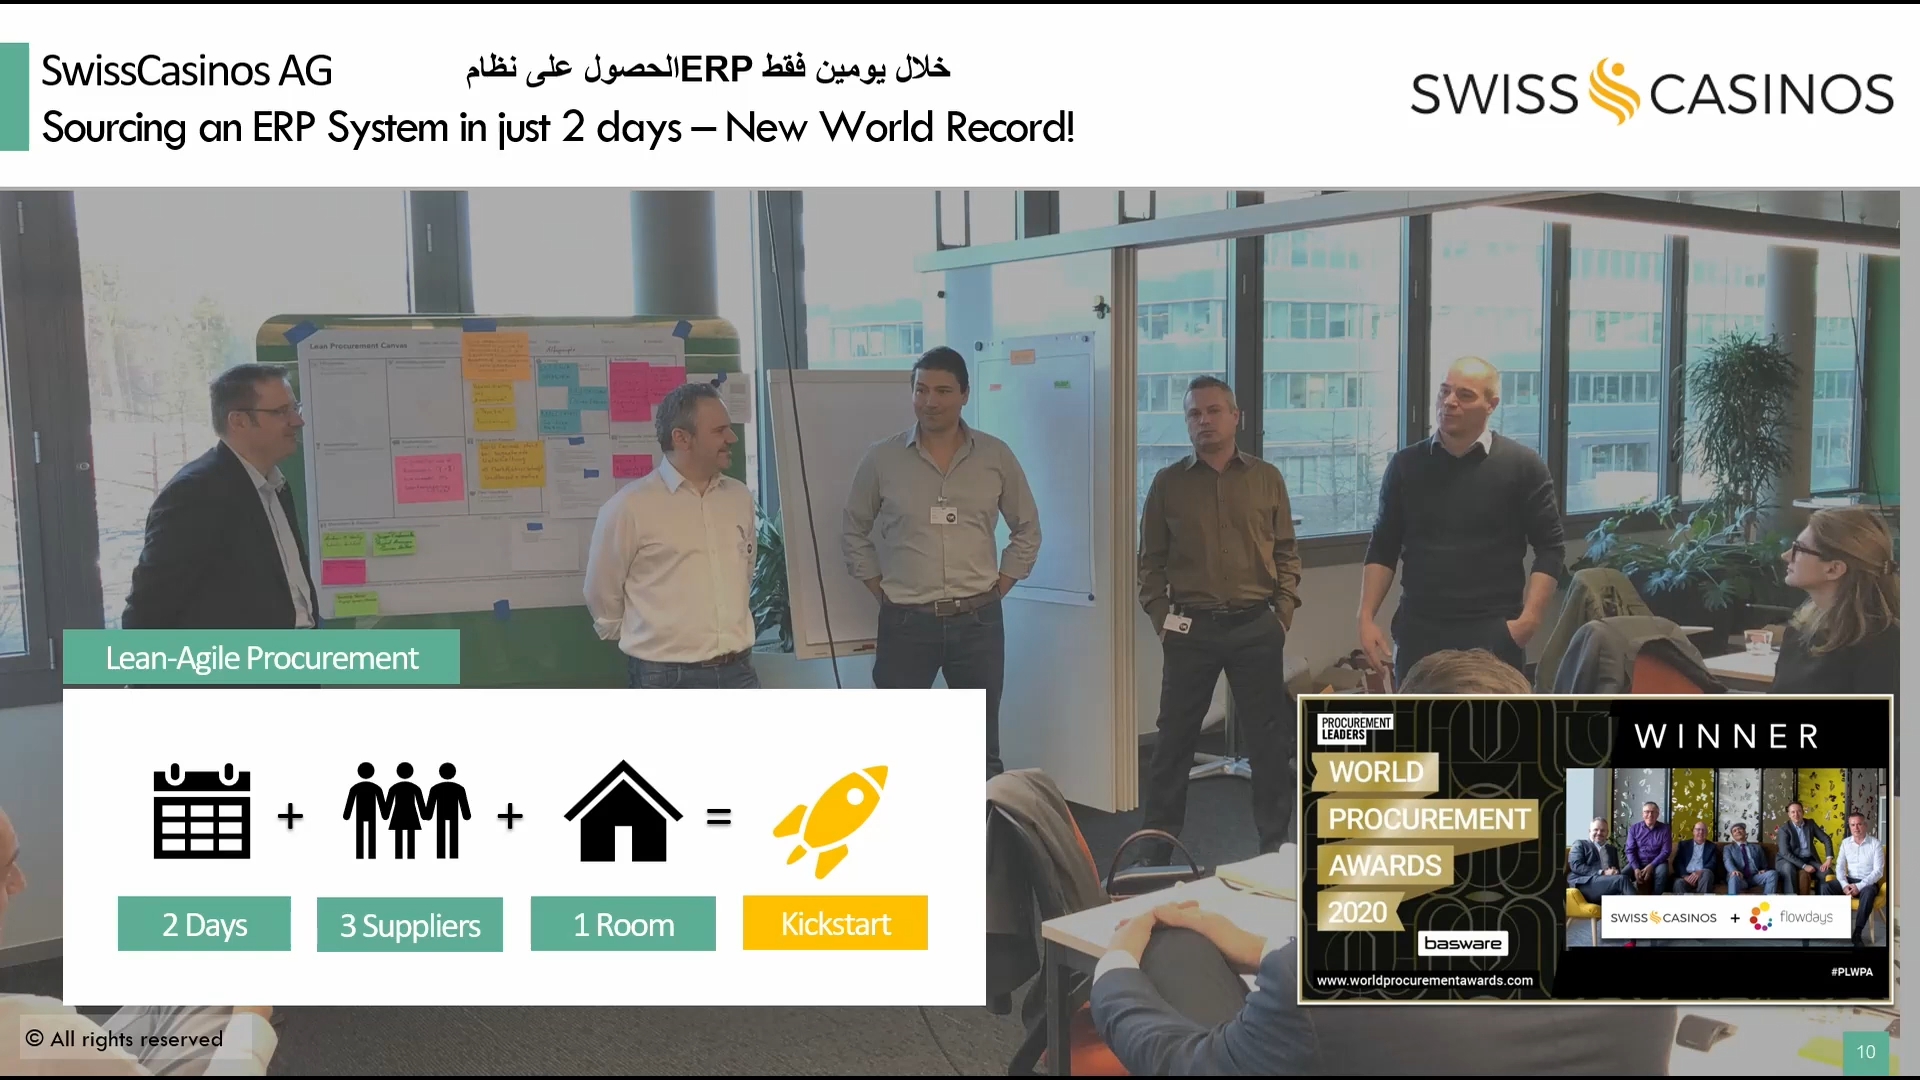 SwissCasinos AG
خلال يومين فقط ERPالحصول على نظام
Sourcing an ERP System in just 2 days – New World Record!
SWISS CASINOS
Lean Procurement Canvas
Lean-Agile Procurement
+ + =
2 Days
3 Suppliers
1 Room
Kickstart
PROCUREMENT
LEADERS
WORLD
PROCUREMENT
AWARDS
2020
basware
www.worldprocurementawards.com
WINNER
SWISS CASINOS + flowdays
#PLWPA
© All rights reserved
10